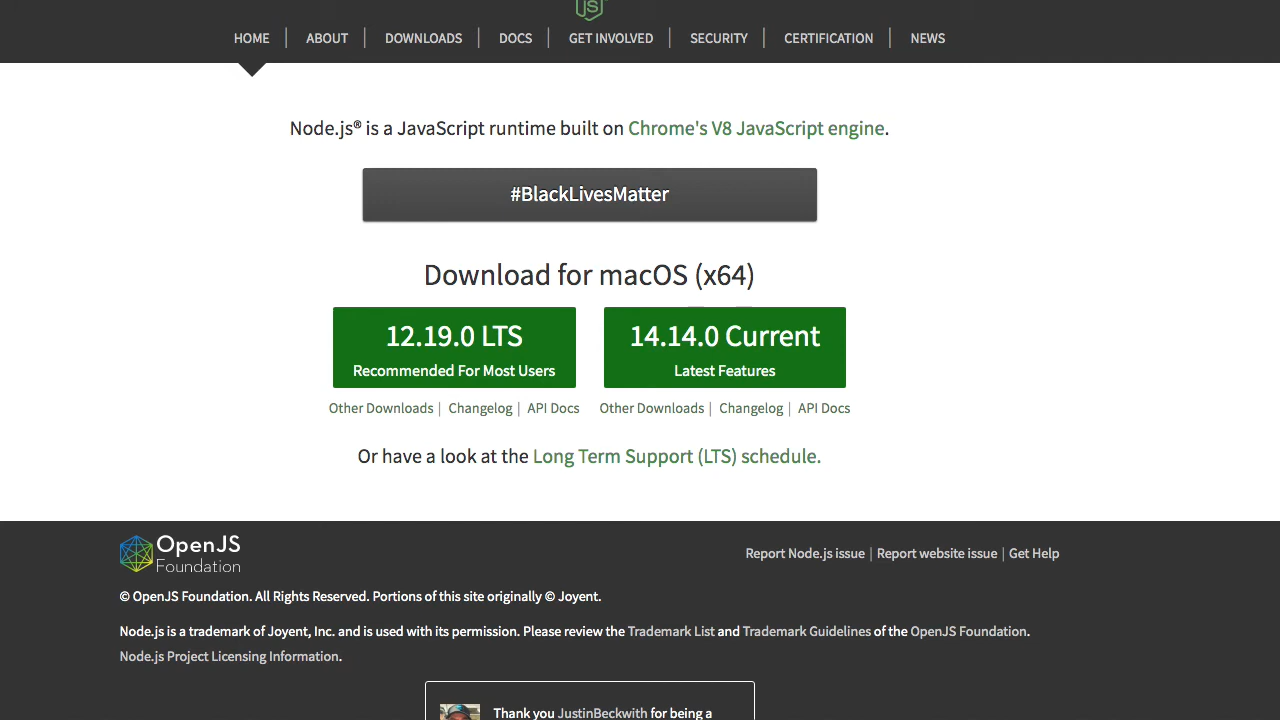 JS
HOME | ABOUT | DOWNLOADS | DOCS | GET INVOLVED | SECURITY | CERTIFICATION | NEWS
Node.js® is a JavaScript runtime built on Chrome's V8 JavaScript engine.
#BlackLivesMatter
Download for macOS (x64)
12.19.0 LTS
Recommended For Most Users
14.14.0 Current
Latest Features
Other Downloads | Changelog | API Docs
Other Downloads | Changelog | API Docs
Or have a look at the Long Term Support (LTS) schedule.
OpenJS
Foundation
Report Node.js issue | Report website issue | Get Help
© OpenJS Foundation. All Rights Reserved. Portions of this site originally © Joyent.
Node.js is a trademark of Joyent, Inc. and is used with its permission. Please review the Trademark List and Trademark Guidelines of the OpenJS Foundation.
Node.js Project Licensing Information.
Thank you JustinBeckwith for being a